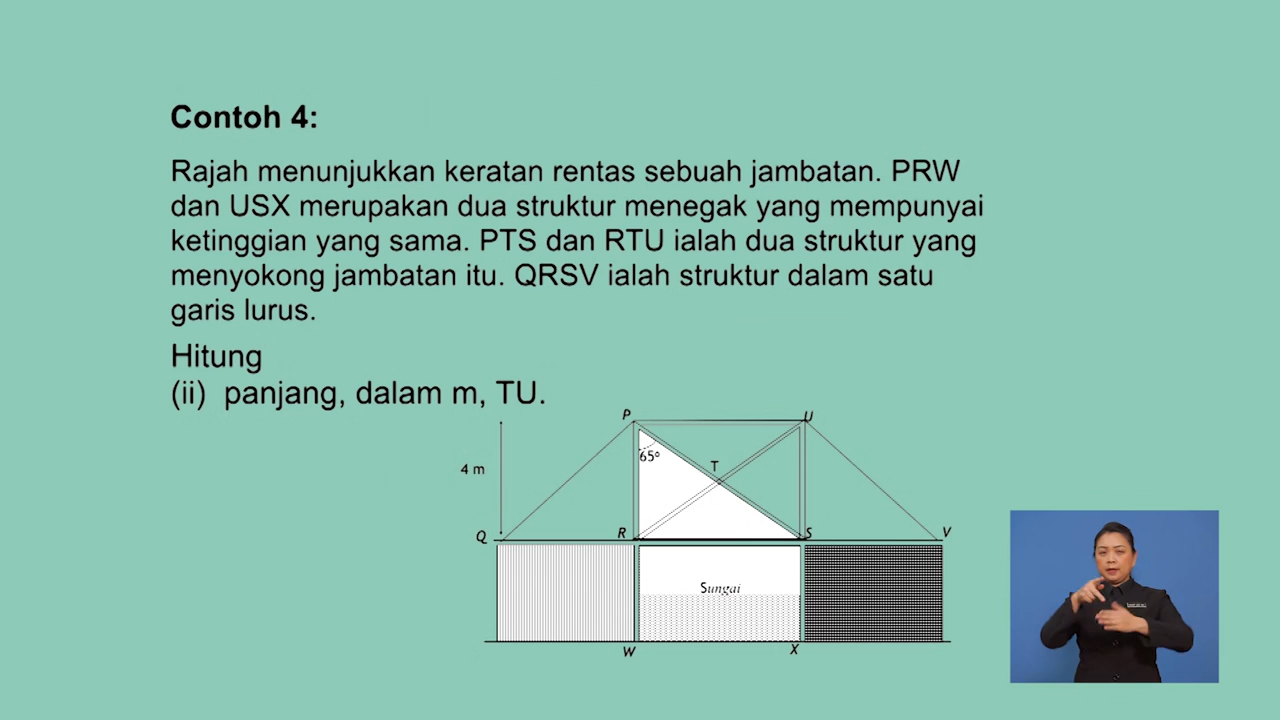 Contoh 4:
Rajah menunjukkan keratan rentas sebuah jambatan. PRW
dan USX merupakan dua struktur menegak yang mempunyai
ketinggian yang sama. PTS dan RTU ialah dua struktur yang
menyokong jambatan itu. QRSV ialah struktur dalam satu
garis lurus.
Hitung
(ii) panjang, dalam m, TU.
P
U
65º
T
4 m
Q
R
S
V
Sungai
W
X